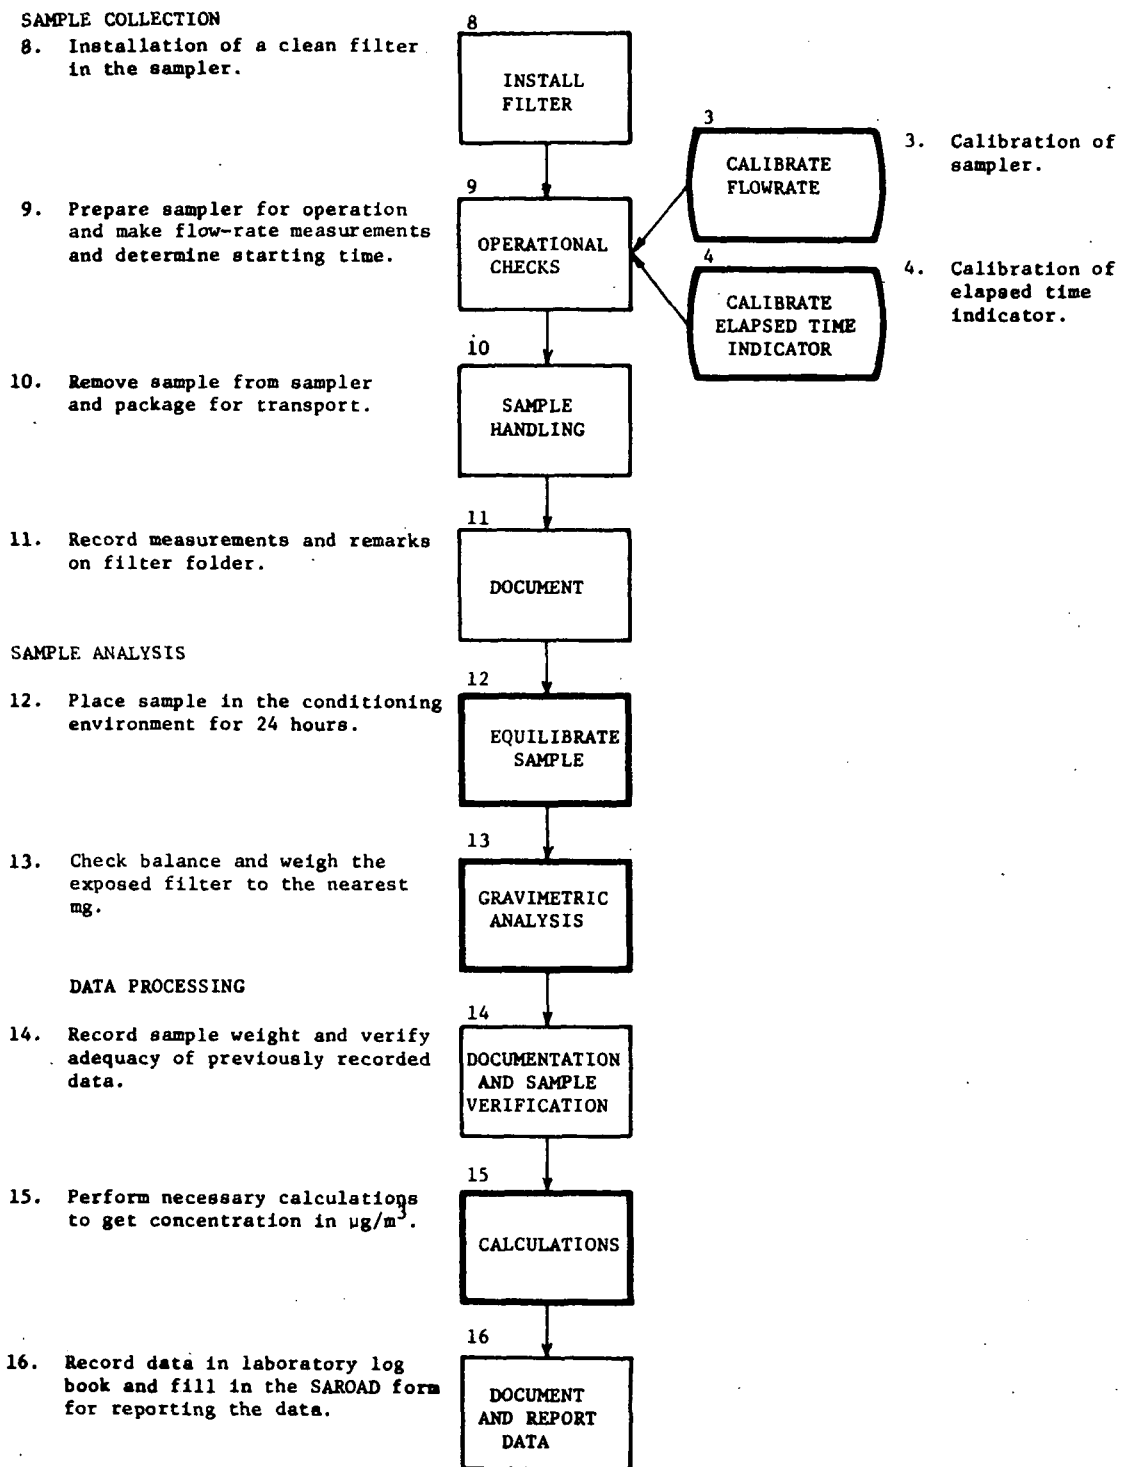 SAMPLE COLLECTION
8. Installation of a clean filter
in the sampler.
8
INSTALL
FILTER
3
CALIBRATE
FLOWRATE
3. Calibration of
sampler.
9. Prepare sampler for operation
and make flow-rate measurements
and determine starting time.
9
OPERATIONAL
CHECKS
4
CALIBRATE
ELAPSED TIME
INDICATOR
4. Calibration of
elapsed time
indicator.
10. Remove sample from sampler
and package for transport.
10
SAMPLE
HANDLING
11. Record measurements and remarks
on filter folder.
11
DOCUMENT
SAMPLE ANALYSIS
12. Place sample in the conditioning
environment for 24 hours.
12
EQUILIBRATE
SAMPLE
13. Check balance and weigh the
exposed filter to the nearest
mg.
13
GRAVIMETRIC
ANALYSIS
DATA PROCESSING
14. Record sample weight and verify
adequacy of previously recorded
data.
14
DOCUMENTATION
AND SAMPLE
VERIFICATION
15. Perform necessary calculations
to get concentration in μg/m³.
15
CALCULATIONS
16. Record data in laboratory log
book and fill in the SAROAD form
for reporting the data.
16
DOCUMENT
AND REPORT
DATA